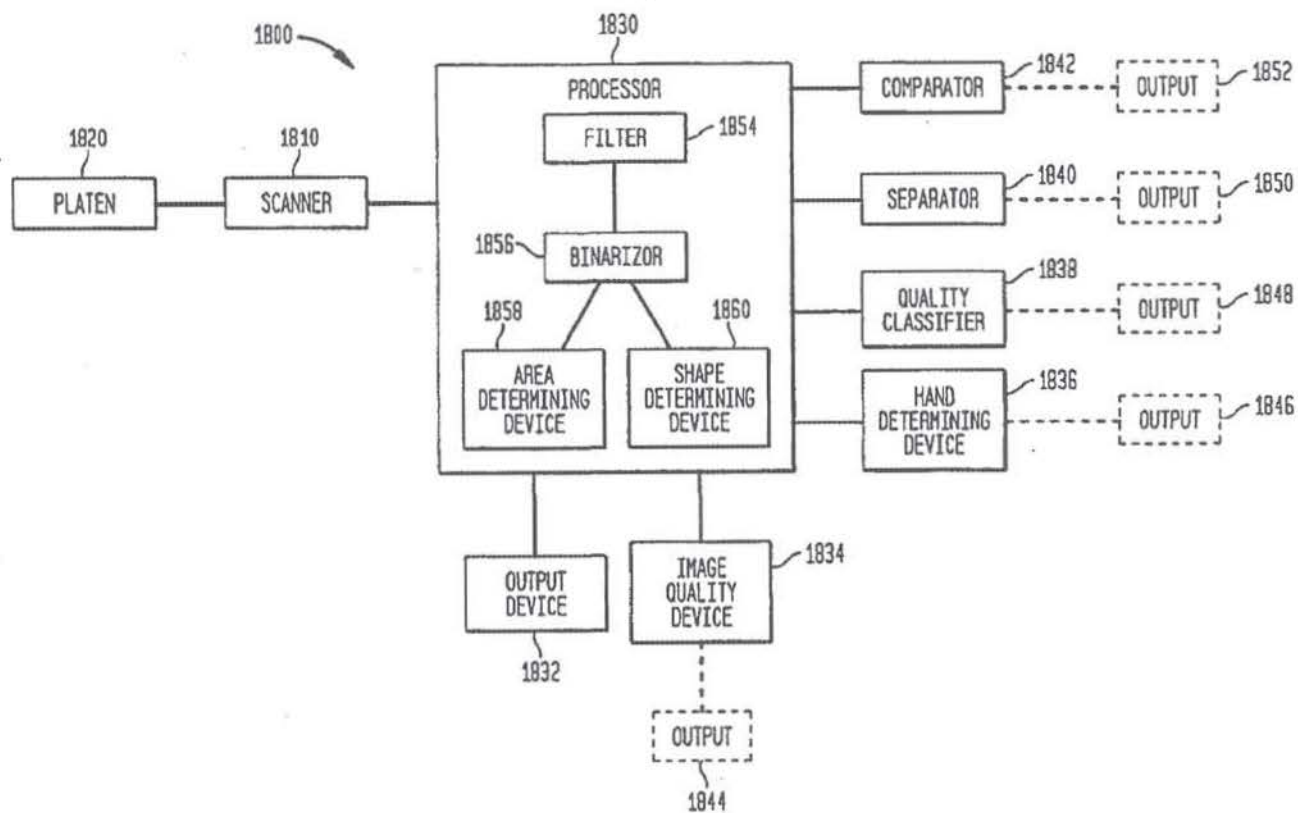 1800
1830
PROCESSOR
FILTER
1854
1856
BINARIZOR
1858
AREA
DETERMINING
DEVICE
1860
SHAPE
DETERMINING
DEVICE
1820
PLATEN
1810
SCANNER
COMPARATOR
1842
OUTPUT
1852
SEPARATOR
1840
OUTPUT
1850
QUALITY
CLASSIFIER
1838
OUTPUT
1848
HAND
DETERMINING
DEVICE
1836
OUTPUT
1846
OUTPUT
DEVICE
1832
IMAGE
QUALITY
DEVICE
1834
OUTPUT
1844